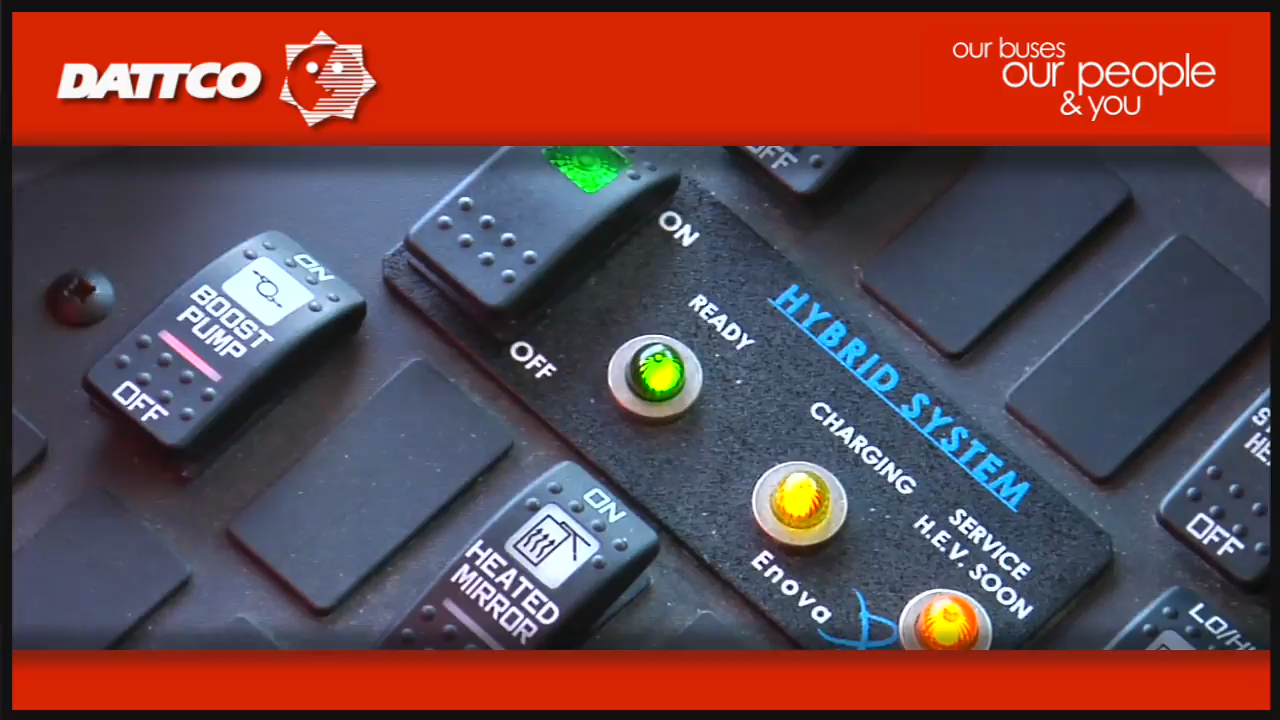 DATTCO
our buses
our people
& you
OFF
ON
BOOST
PUMP
OFF
ON
OFF
READY
HYBRID SYSTEM
CHARGING
SERVICE
H.E.V. SOON
Enova
ON
HEATED
MIRROR
OFF